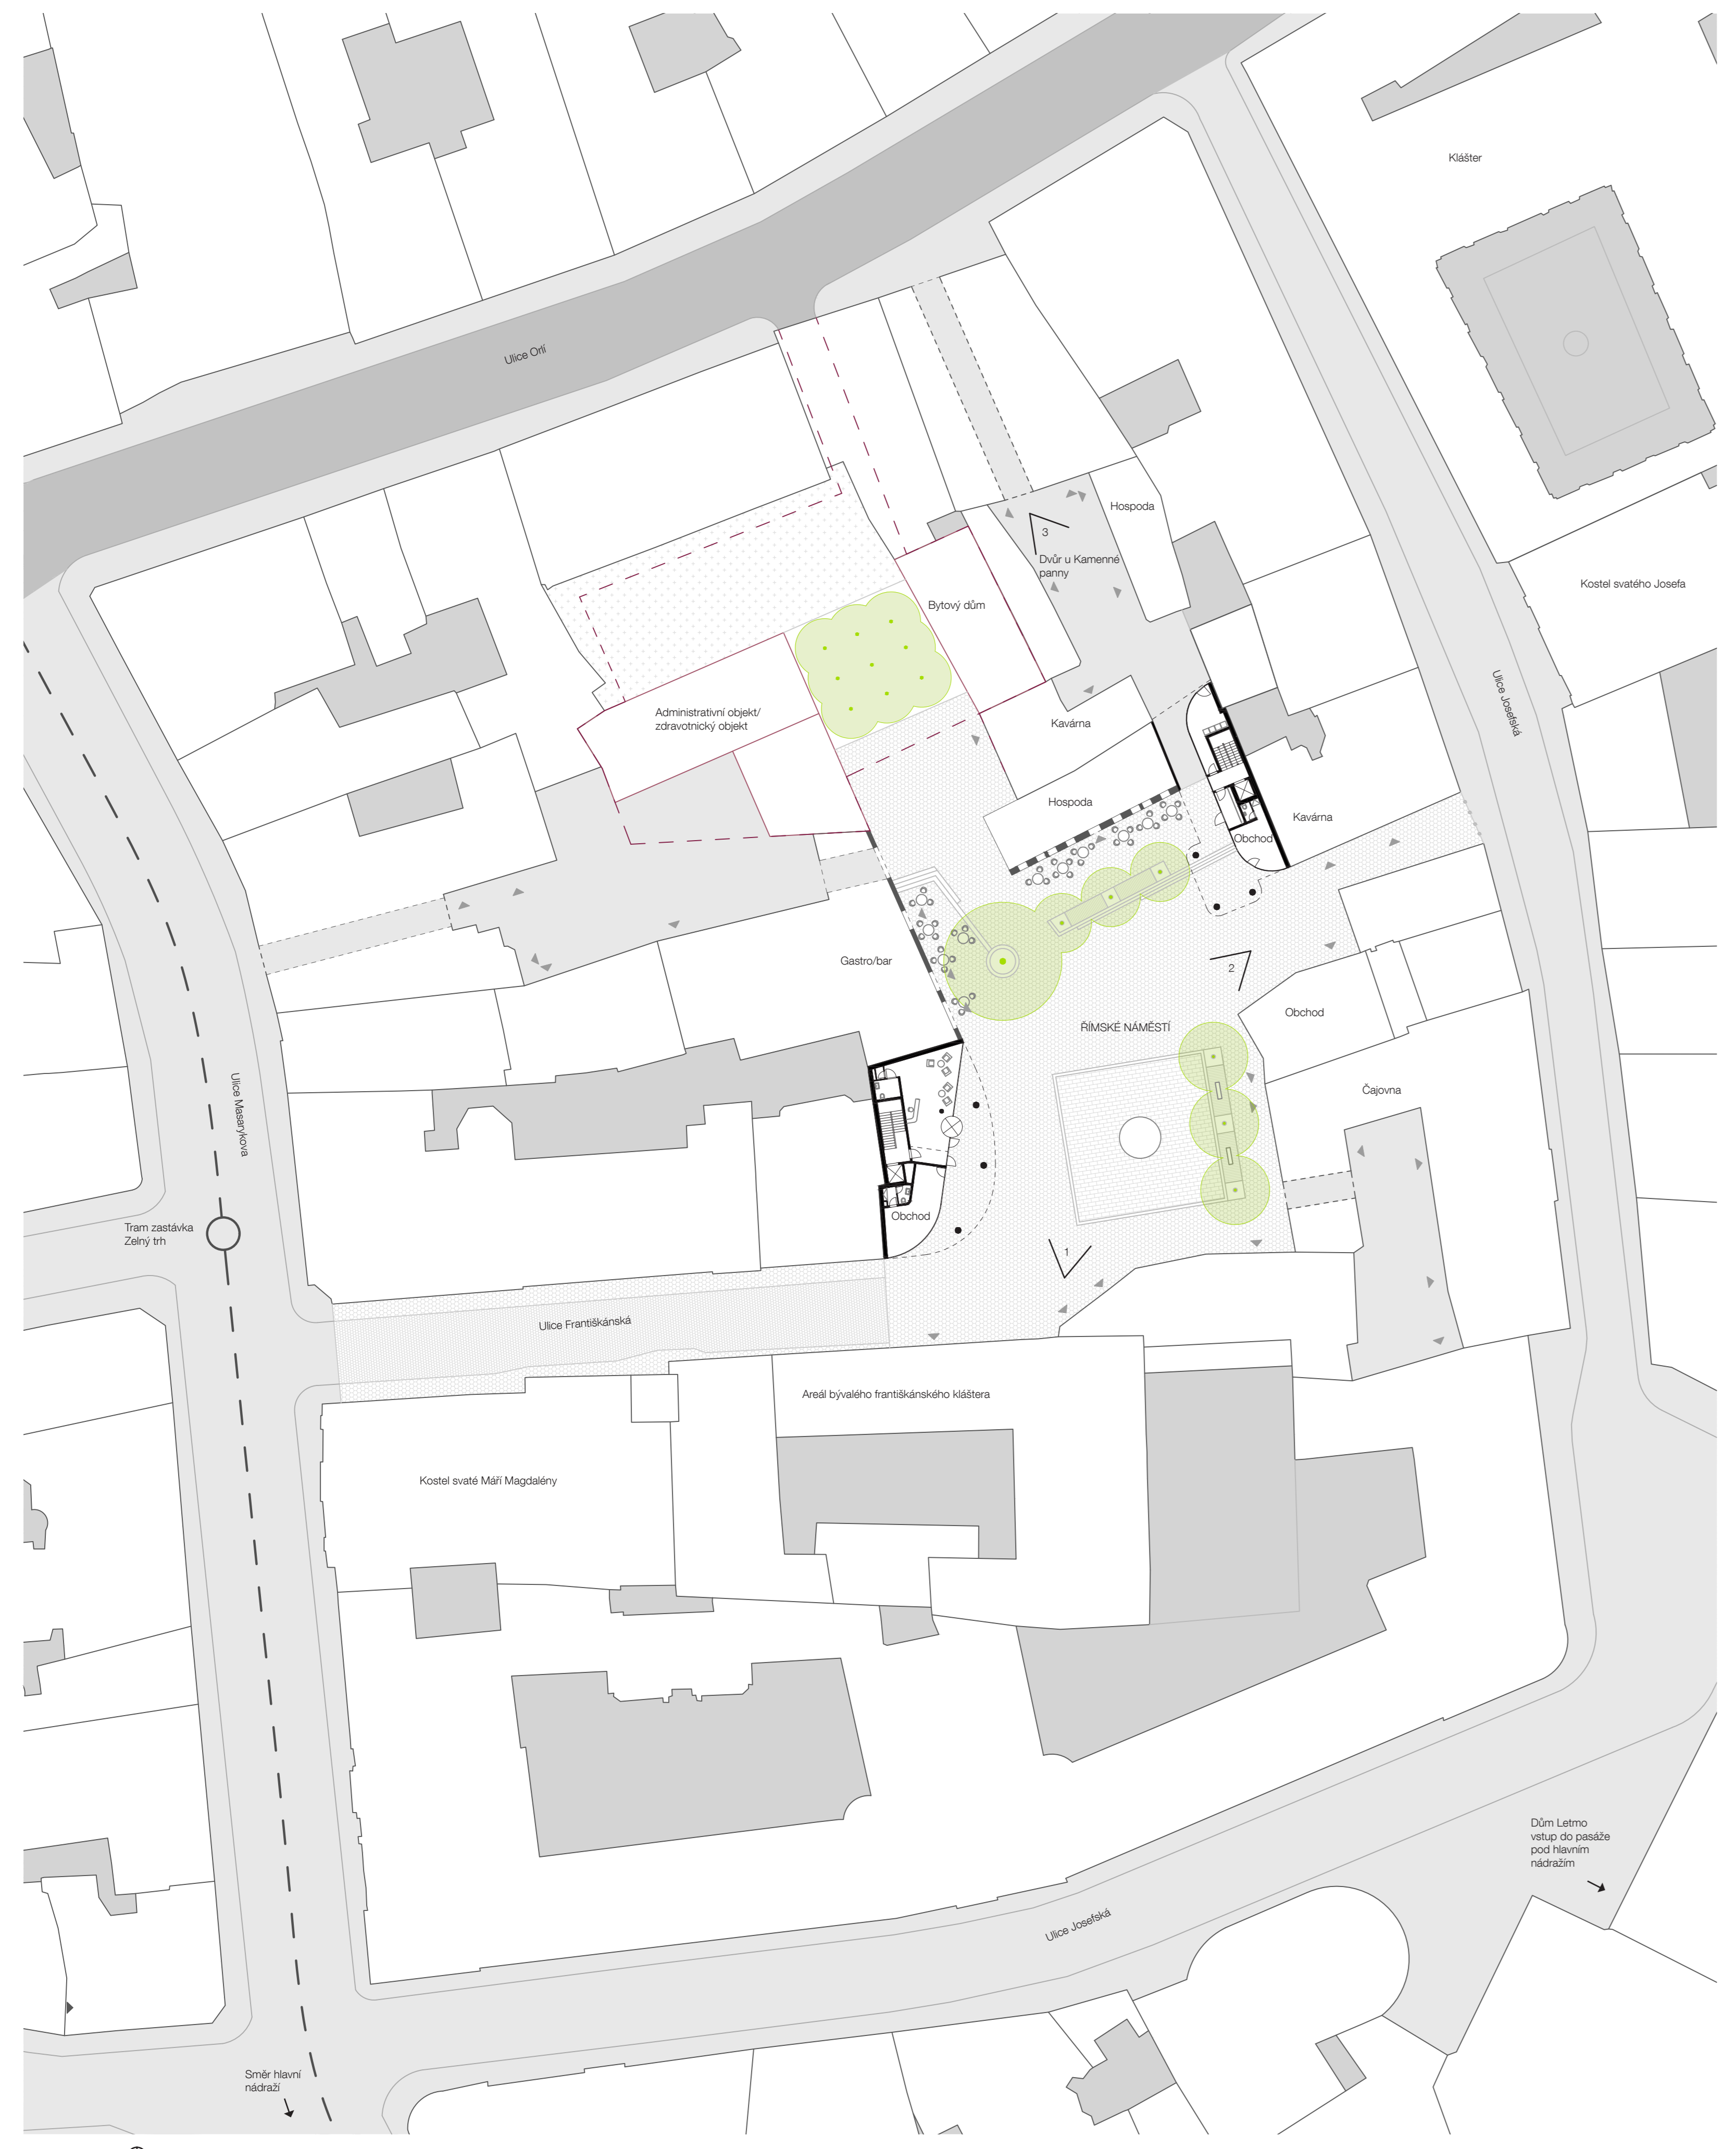 Klášter
Ulice Orlí
Hospoda
3
Dvůr u Kamenné
panny
Kostel svatého Josefa
Bytový dům
Ulice Josefská
Administrativní objekt/
zdravotnický objekt
Kavárna
Hospoda
Kavárna
Obchod
Gastro/bar
2
Obchod
ŘÍMSKÉ NÁMĚSTÍ
Čajovna
Ulice Masarykova
Obchod
Tram zastávka
Zelný trh
1
Ulice Františkánská
Areál bývalého františkánského kláštera
Kostel svaté Máří Magdalény
Dům Letmo
vstup do pasáže
pod hlavním
nádražím
Ulice Josefská
Směr hlavní
nádraží